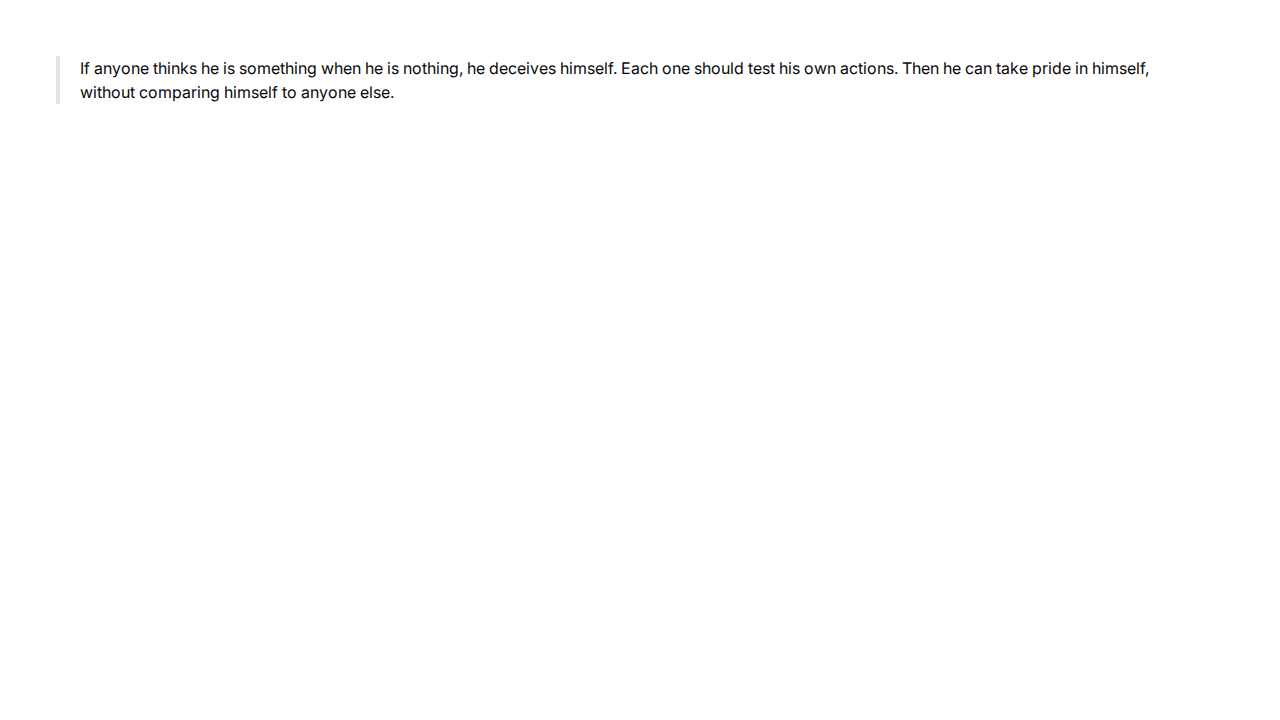 If anyone thinks he is something when he is nothing, he deceives himself. Each one should test his own actions. Then he can take pride in himself,
without comparing himself to anyone else.